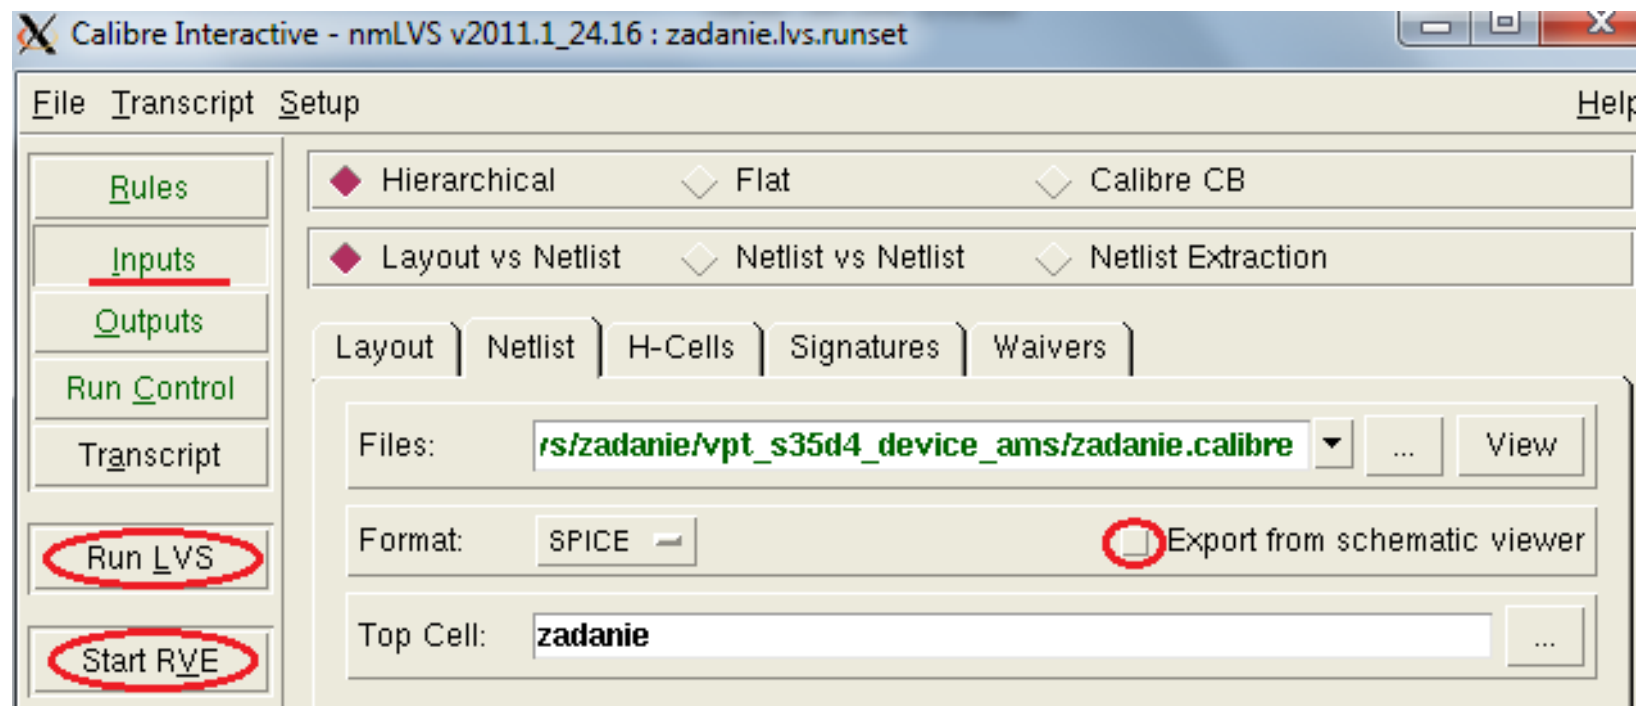 Calibre Interactive - nmLVS v2011.1_24.16 : zadanie.lvs.runset
File Transcript Setup Help
Rules
Inputs
Outputs
Run Control
Transcript
Run LVS
Start RVE
Hierarchical Flat Calibre CB
Layout vs Netlist Netlist vs Netlist Netlist Extraction
Layout Netlist H-Cells Signatures Waivers
Files: /s/zadanie/vpt_s35d4_device_ams/zadanie.calibre ... View
Format: SPICE Export from schematic viewer
Top Cell: zadanie ...